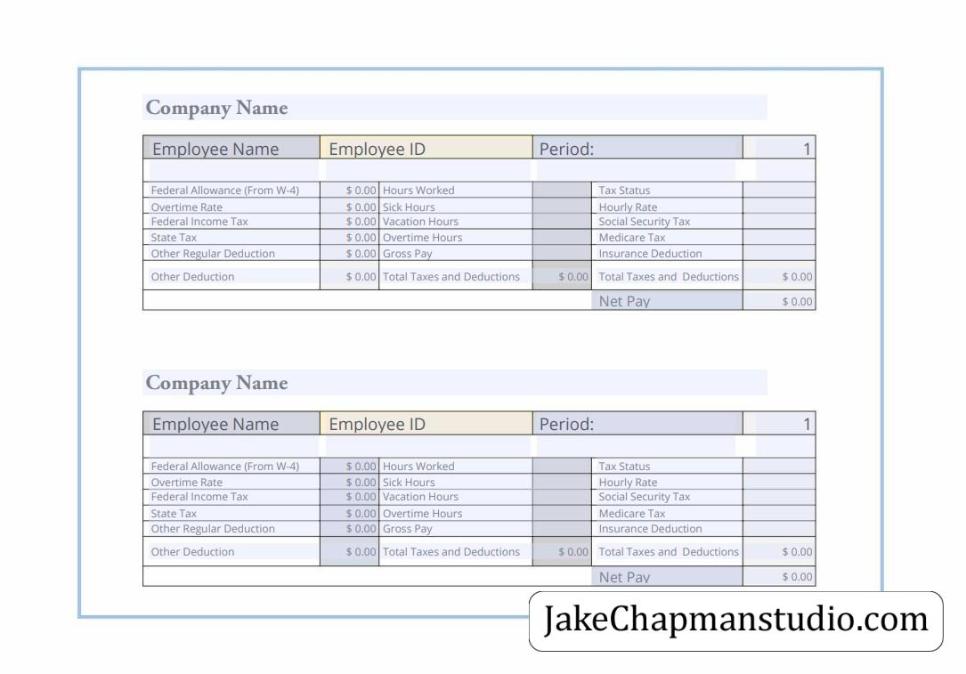 Company Name
Employee Name Employee ID Period: 1
Federal Allowance (From W-4) $ 0.00 Hours Worked Tax Status
Overtime Rate $ 0.00 Sick Hours Hourly Rate
Federal Income Tax $ 0.00 Vacation Hours Social Security Tax
State Tax $ 0.00 Overtime Hours Medicare Tax
Other Regular Deduction $ 0.00 Gross Pay Insurance Deduction
Other Deduction $ 0.00 Total Taxes and Deductions $ 0.00 Total Taxes and Deductions $ 0.00
Net Pay $ 0.00
Company Name
Employee Name Employee ID Period: 1
Federal Allowance (From W-4) $ 0.00 Hours Worked Tax Status
Overtime Rate $ 0.00 Sick Hours Hourly Rate
Federal Income Tax $ 0.00 Vacation Hours Social Security Tax
State Tax $ 0.00 Overtime Hours Medicare Tax
Other Regular Deduction $ 0.00 Gross Pay Insurance Deduction
Other Deduction $ 0.00 Total Taxes and Deductions $ 0.00 Total Taxes and Deductions $ 0.00
Net Pay $ 0.00
JakeChapmanstudio.com